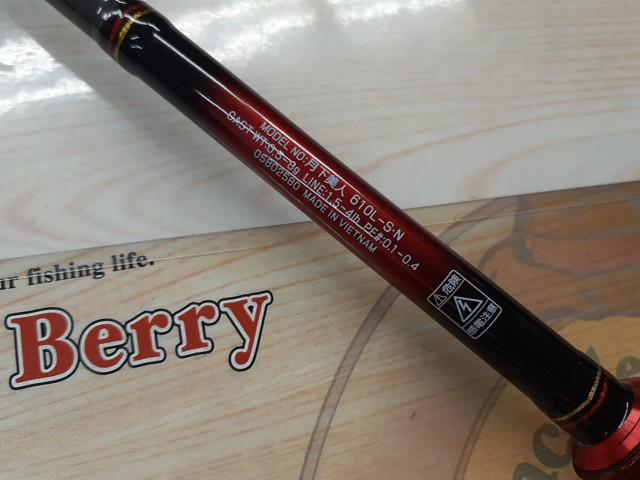 MODEL NO:月下美人 610L-S・N
CAST WT:0.5-8g LINE:1.5-4lb PE#:0.1-0.4
05802580 MADE IN VIETNAM
危険
感電注意
ur fishing life.
Berry